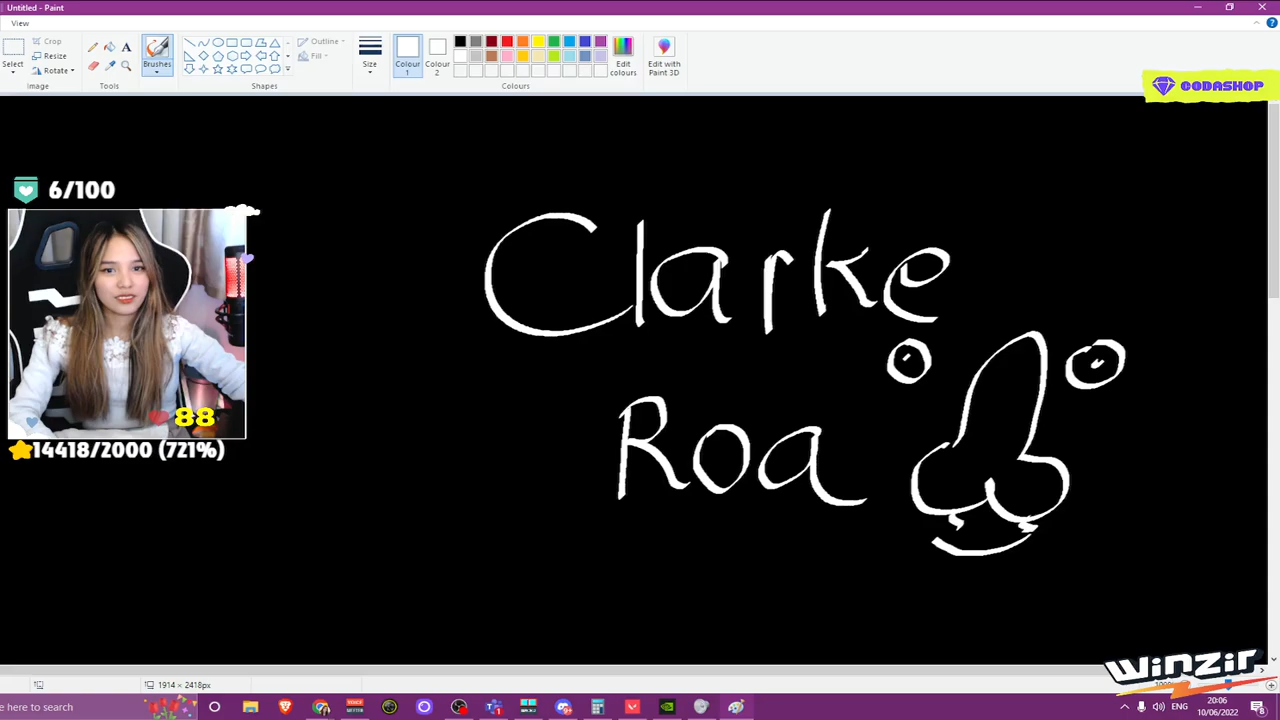 Untitled - Paint
View
Select
Crop
Resize
Rotate
Image
Tools
Brushes
Outline
Fill
Shapes
Size
Colour 1
Colour 2
Edit colours
Colours
Edit with Paint 3D
CODASHOP
6/100
88
14418/2000 (721%)
Clarke
Roa
WINZIR
1914 × 2418px
here to search
ENG
20:06
10/06/2022
8